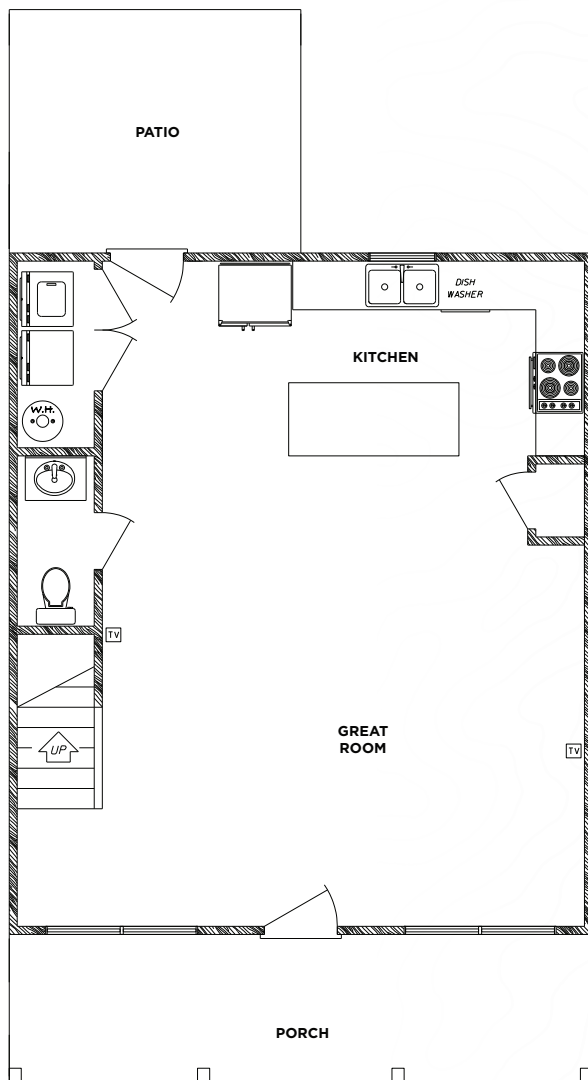 PATIO
DISH
WASHER
KITCHEN
W.H.
TV
GREAT
ROOM
UP
TV
PORCH